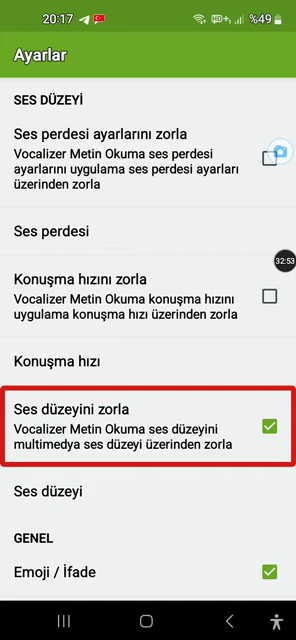 20:17 %49
Ayarlar
SES DÜZEYİ
Ses perdesi ayarlarını zorla
Vocalizer Metin Okuma ses perdesi
ayarlarını uygulama ses perdesi ayarları
üzerinden zorla
Ses perdesi
32:53
Konuşma hızını zorla
Vocalizer Metin Okuma konuşma hızını
uygulama konuşma hızı üzerinden zorla
Konuşma hızı
Ses düzeyini zorla
Vocalizer Metin Okuma ses düzeyini
multimedya ses düzeyi üzerinden zorla
Ses düzeyi
GENEL
Emoji / İfade